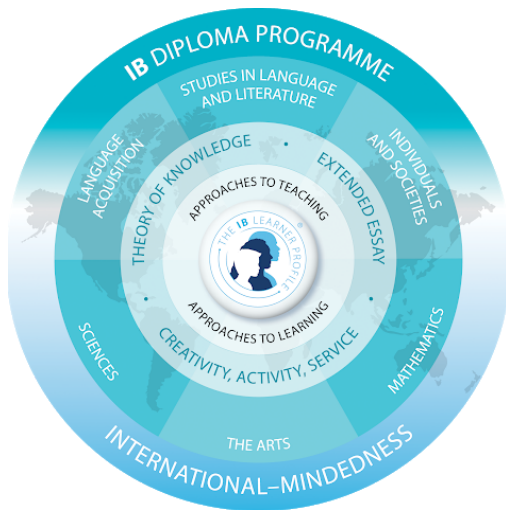 IB DIPLOMA PROGRAMME
STUDIES IN LANGUAGE
AND LITERATURE
LANGUAGE
ACQUISITION
INDIVIDUALS
AND SOCIETIES
THEORY OF KNOWLEDGE
•
EXTENDED ESSAY
APPROACHES TO TEACHING
THE IB LEARNER PROFILE
®
APPROACHES TO LEARNING
•
CREATIVITY, ACTIVITY, SERVICE
•
SCIENCES
MATHEMATICS
THE ARTS
INTERNATIONAL–MINDEDNESS